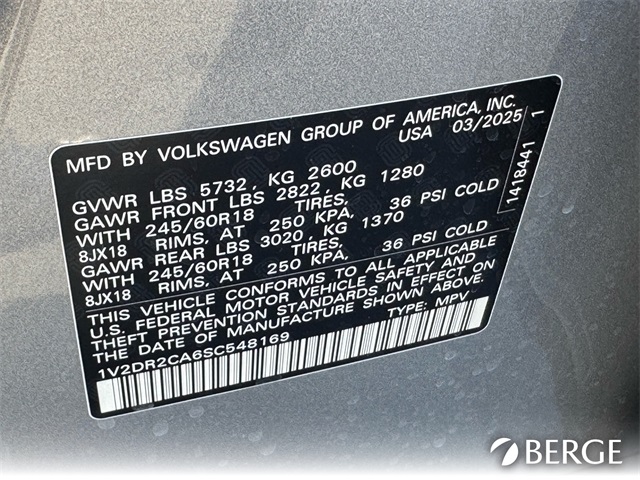 MFD BY VOLKSWAGEN GROUP OF AMERICA, INC.
USA 03/2025
GVWR LBS 5732, KG 2600
GAWR FRONT LBS 2822, KG 1280
WITH 245/60R18 TIRES, 36 PSI COLD
8JX18 RIMS, AT 250 KPA,
GAWR REAR LBS 3020, KG 1370
WITH 245/60R18 TIRES, 36 PSI COLD
8JX18 RIMS, AT 250 KPA,
THIS VEHICLE CONFORMS TO ALL APPLICABLE
U.S. FEDERAL MOTOR VEHICLE SAFETY AND
THEFT PREVENTION STANDARDS IN EFFECT ON
THE DATE OF MANUFACTURE SHOWN ABOVE.
1V2DR2CA6SC548169 TYPE: MPV
1418441 1
BERGE